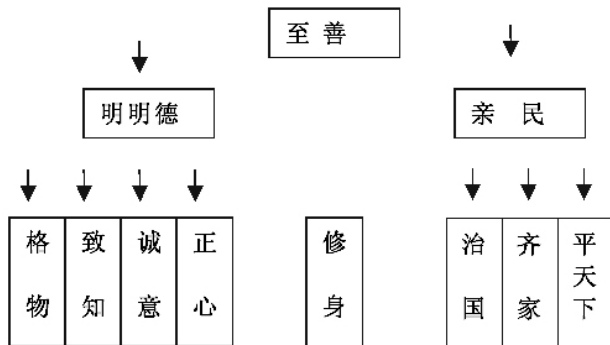 至善
明明德
亲民
格物
致知
诚意
正心
修身
治国
齐家
平天下